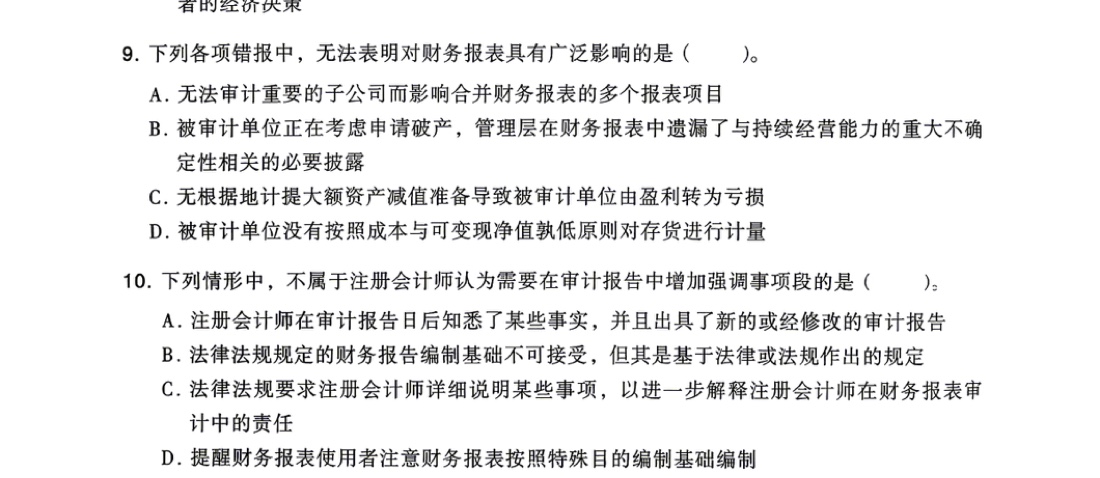 者的经济决策
9. 下列各项错报中，无法表明对财务报表具有广泛影响的是（　　）。
A. 无法审计重要的子公司而影响合并财务报表的多个报表项目
B. 被审计单位正在考虑申请破产，管理层在财务报表中遗漏了与持续经营能力的重大不确
定性相关的必要披露
C. 无根据地计提大额资产减值准备导致被审计单位由盈利转为亏损
D. 被审计单位没有按照成本与可变现净值孰低原则对存货进行计量
10. 下列情形中，不属于注册会计师认为需要在审计报告中增加强调事项段的是（　　）。
A. 注册会计师在审计报告日后知悉了某些事实，并且出具了新的或经修改的审计报告
B. 法律法规规定的财务报告编制基础不可接受，但其是基于法律或法规作出的规定
C. 法律法规要求注册会计师详细说明某些事项，以进一步解释注册会计师在财务报表审
计中的责任
D. 提醒财务报表使用者注意财务报表按照特殊目的编制基础编制